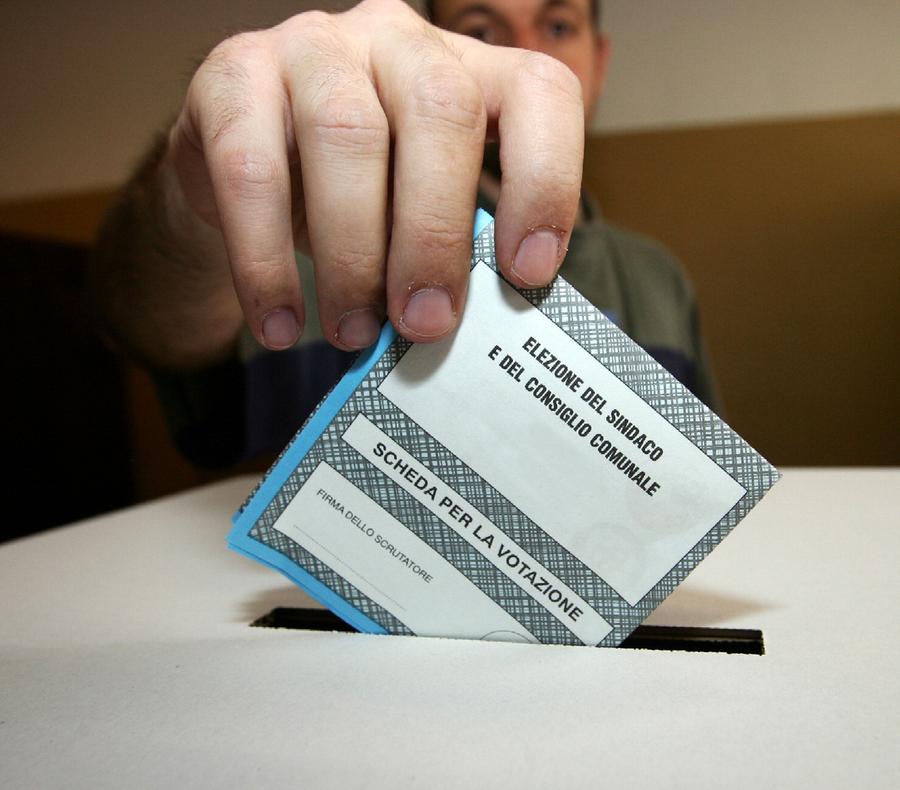 ELEZIONE DEL SINDACO
E DEL CONSIGLIO COMUNALE
SCHEDA PER LA VOTAZIONE
FIRMA DELLO SCRUTATORE